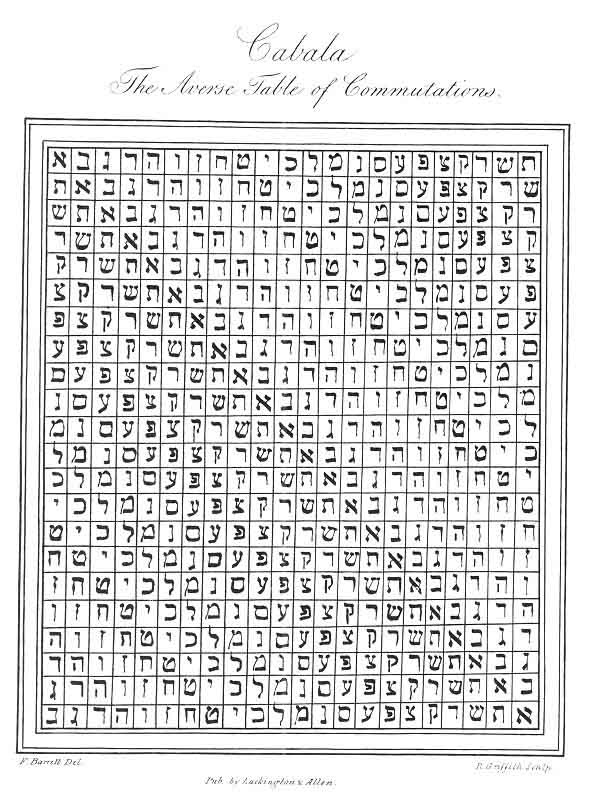 Cabala
The Averse Table of Commutations.
ת ש ר ק צ פ ע ס נ מ ל כ י ט ח ז ו ה ד ג ב א
ש ר ק צ פ ע ס נ מ ל כ י ט ח ז ו ה ד ג ב א ת
ר ק צ פ ע ס נ מ ל כ י ט ח ז ו ה ד ג ב א ת ש
ק צ פ ע ס נ מ ל כ י ט ח ז ו ה ד ג ב א ת ש ר
צ פ ע ס נ מ ל כ י ט ח ז ו ה ד ג ב א ת ש ר ק
פ ע ס נ מ ל כ י ט ח ז ו ה ד ג ב א ת ש ר ק צ
ע ס נ מ ל כ י ט ח ז ו ה ד ג ב א ת ש ר ק צ פ
ס נ מ ל כ י ט ח ז ו ה ד ג ב א ת ש ר ק צ פ ע
נ מ ל כ י ט ח ז ו ה ד ג ב א ת ש ר ק צ פ ע ס
מ ל כ י ט ח ז ו ה ד ג ב א ת ש ר ק צ פ ע ס נ
ל כ י ט ח ז ו ה ד ג ב א ת ש ר ק צ פ ע ס נ מ
כ י ט ח ז ו ה ד ג ב א ת ש ר ק צ פ ע ס נ מ ל
י ט ח ז ו ה ד ג ב א ת ש ר ק צ פ ע ס נ מ ל כ
ט ח ז ו ה ד ג ב א ת ש ר ק צ פ ע ס נ מ ל כ י
ח ז ו ה ד ג ב א ת ש ר ק צ פ ע ס נ מ ל כ י ט
ז ו ה ד ג ב א ת ש ר ק צ פ ע ס נ מ ל כ י ט ח
ו ה ד ג ב א ת ש ר ק צ פ ע ס נ מ ל כ י ט ח ז
ה ד ג ב א ת ש ר ק צ פ ע ס נ מ ל כ י ט ח ז ו
ד ג ב א ת ש ר ק צ פ ע ס נ מ ל כ י ט ח ז ו ה
ג ב א ת ש ר ק צ פ ע ס נ מ ל כ י ט ח ז ו ה ד
ב א ת ש ר ק צ פ ע ס נ מ ל כ י ט ח ז ו ה ד ג
א ת ש ר ק צ פ ע ס נ מ ל כ י ט ח ז ו ה ד ג ב
F. Barrett Del.
R. Griffith Sculp.
Pub. by Lackington & Allen.